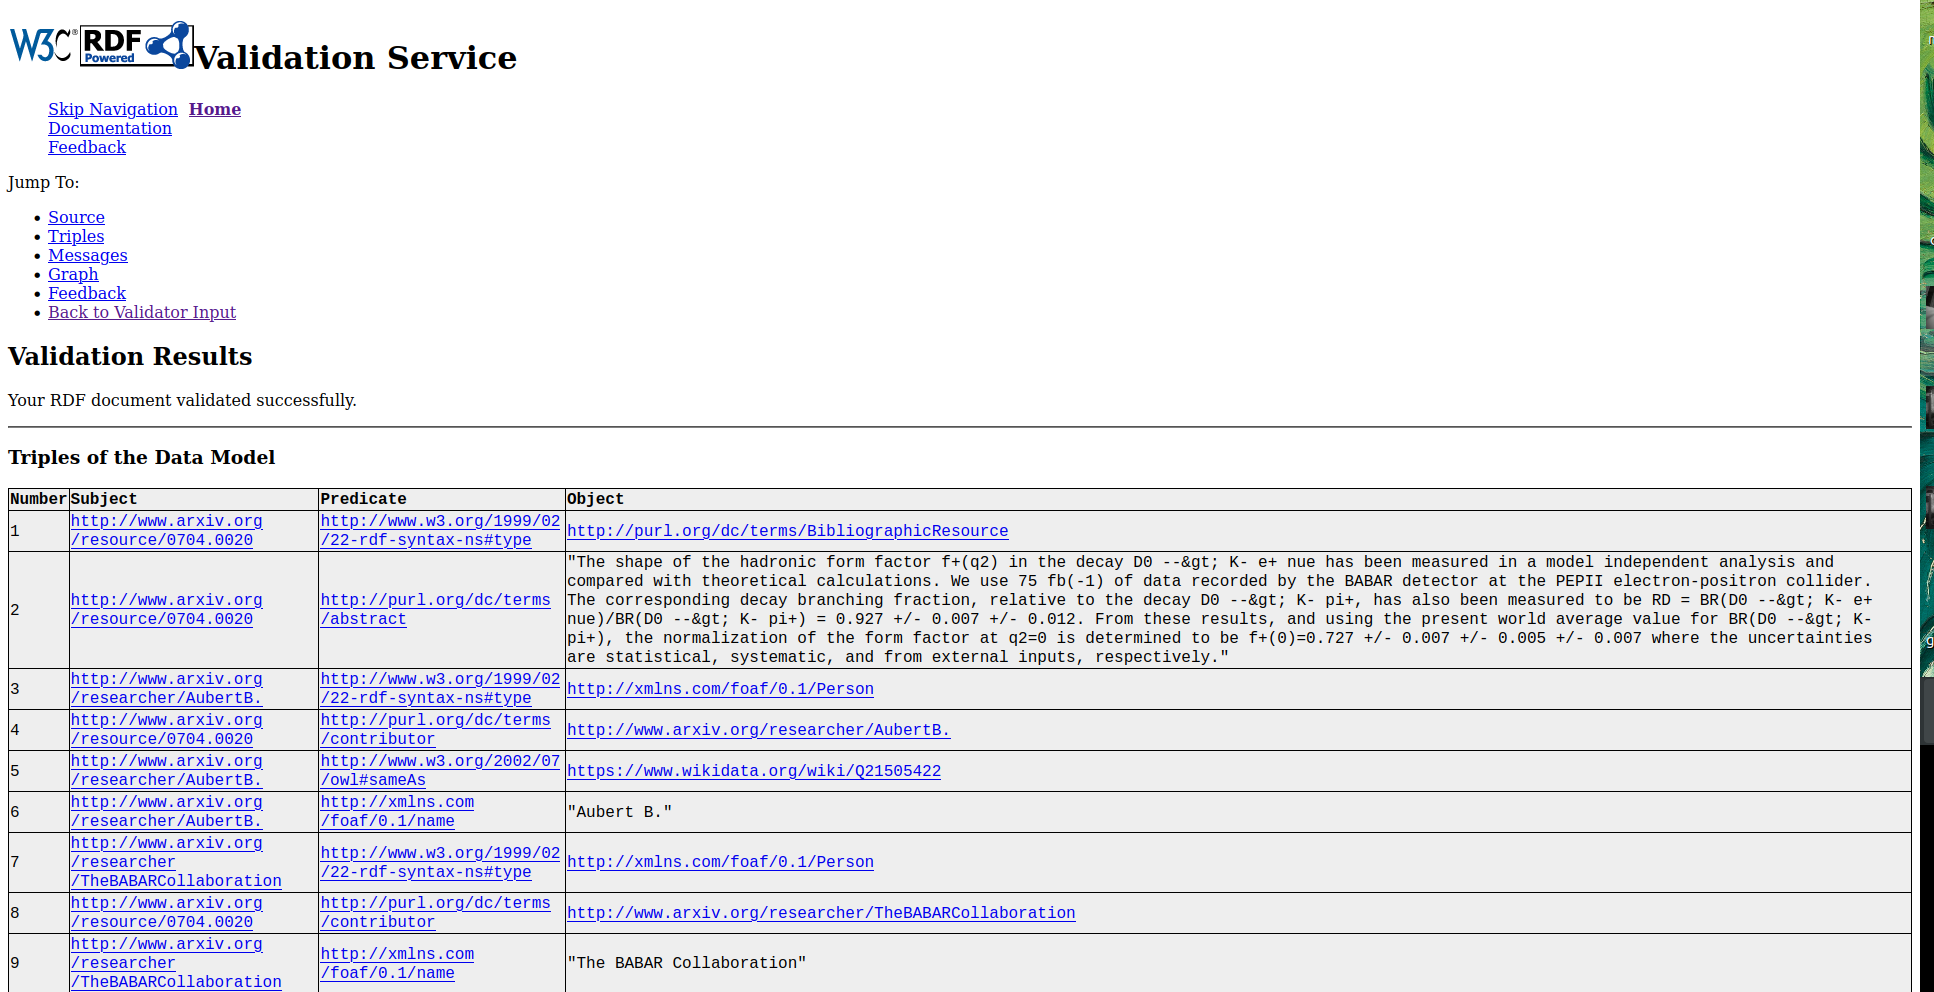 W3C® RDF Powered Validation Service
Skip Navigation Home
Documentation
Feedback
Jump To:
• Source
• Triples
• Messages
• Graph
• Feedback
• Back to Validator Input
Validation Results
Your RDF document validated successfully.
Triples of the Data Model
Number Subject Predicate Object
1 http://www.arxiv.org http://www.w3.org/1999/02 http://purl.org/dc/terms/BibliographicResource
/resource/0704.0020 /22-rdf-syntax-ns#type
2 http://www.arxiv.org http://purl.org/dc/terms
/resource/0704.0020 /abstract
"The shape of the hadronic form factor f+(q2) in the decay D0 --&gt; K- e+ nue has been measured in a model independent analysis and
compared with theoretical calculations. We use 75 fb(-1) of data recorded by the BABAR detector at the PEPII electron-positron collider.
The corresponding decay branching fraction, relative to the decay D0 --&gt; K- pi+, has also been measured to be RD = BR(D0 --&gt; K- e+
nue)/BR(D0 --&gt; K- pi+) = 0.927 +/- 0.007 +/- 0.012. From these results, and using the present world average value for BR(D0 --&gt; K-
pi+), the normalization of the form factor at q2=0 is determined to be f+(0)=0.727 +/- 0.007 +/- 0.005 +/- 0.007 where the uncertainties
are statistical, systematic, and from external inputs, respectively."
3 http://www.arxiv.org http://www.w3.org/1999/02 http://xmlns.com/foaf/0.1/Person
/researcher/AubertB. /22-rdf-syntax-ns#type
4 http://www.arxiv.org http://purl.org/dc/terms http://www.arxiv.org/researcher/AubertB.
/resource/0704.0020 /contributor
5 http://www.arxiv.org http://www.w3.org/2002/07 https://www.wikidata.org/wiki/Q21505422
/researcher/AubertB. /owl#sameAs
6 http://www.arxiv.org http://xmlns.com "Aubert B."
/researcher/AubertB. /foaf/0.1/name
7 http://www.arxiv.org http://www.w3.org/1999/02 http://xmlns.com/foaf/0.1/Person
/researcher /22-rdf-syntax-ns#type
/TheBABARCollaboration
8 http://www.arxiv.org http://purl.org/dc/terms http://www.arxiv.org/researcher/TheBABARCollaboration
/resource/0704.0020 /contributor
9 http://www.arxiv.org http://xmlns.com "The BABAR Collaboration"
/researcher /foaf/0.1/name
/TheBABARCollaboration